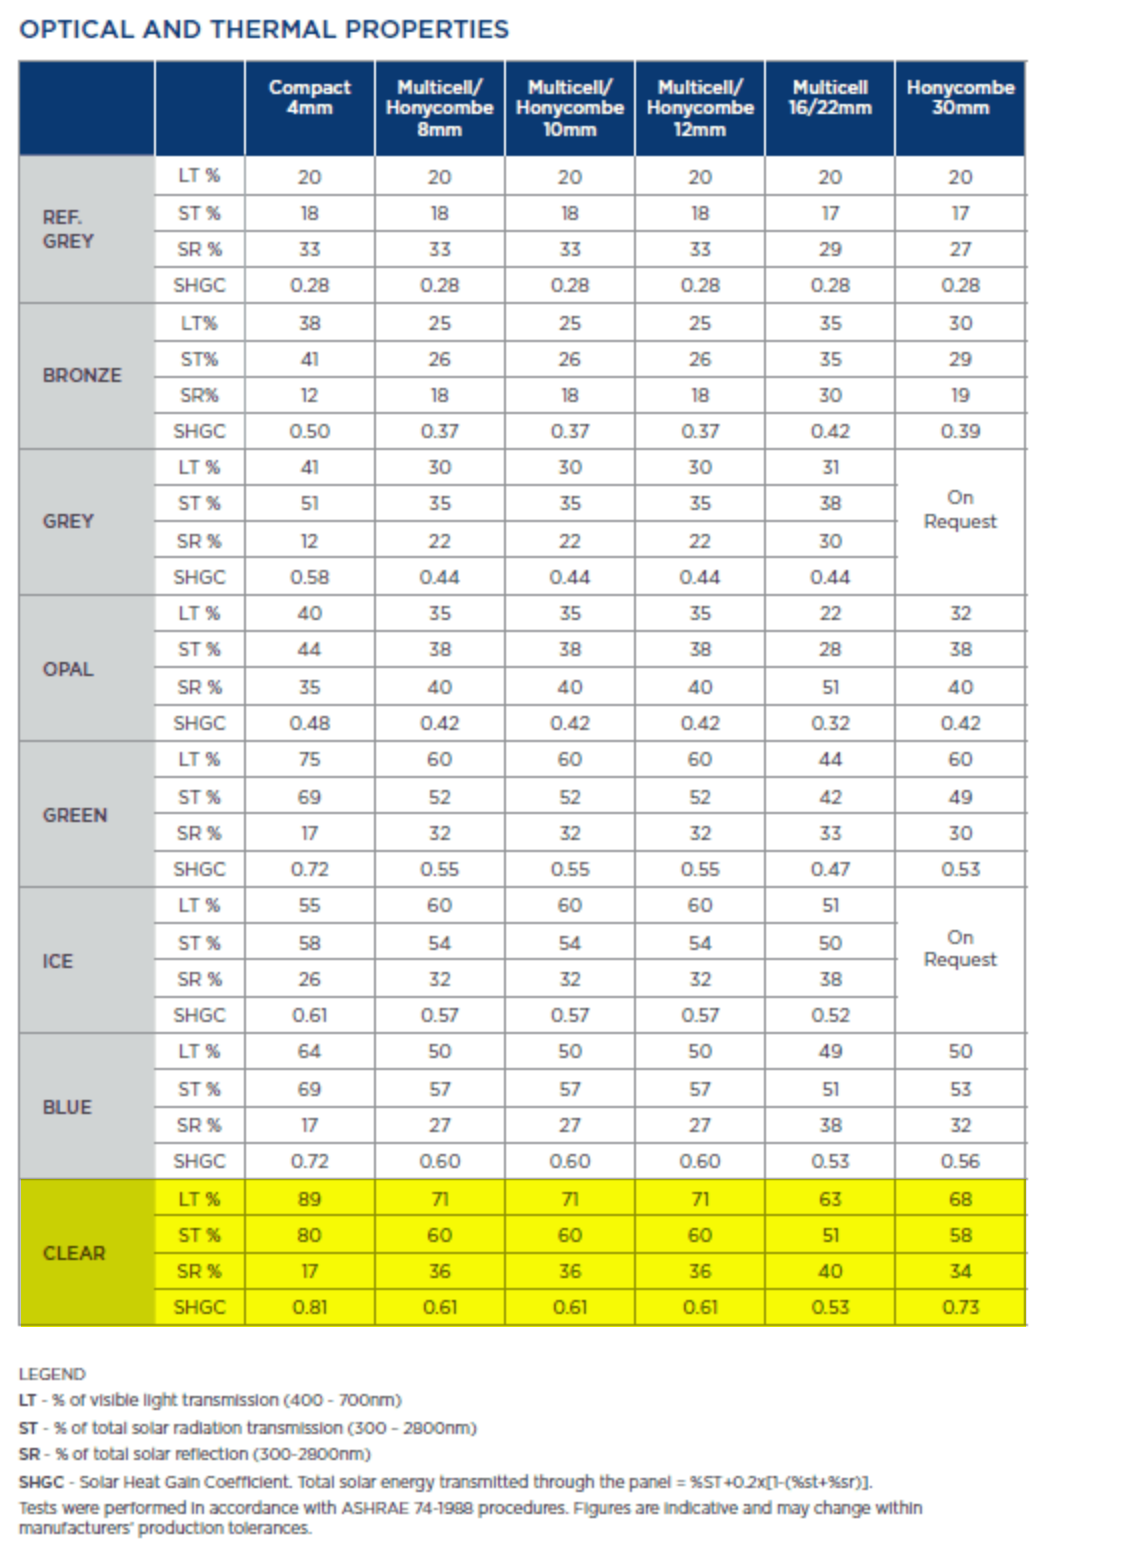 OPTICAL AND THERMAL PROPERTIES
Compact 4mm Multicell/ Honycombe 8mm Multicell/ Honycombe 10mm Multicell/ Honycombe 12mm Multicell 16/22mm Honycombe 30mm
REF. GREY
LT % 20 20 20 20 20 20
ST % 18 18 18 18 17 17
SR % 33 33 33 33 29 27
SHGC 0.28 0.28 0.28 0.28 0.28 0.28
BRONZE
LT% 38 25 25 25 35 30
ST% 41 26 26 26 35 29
SR% 12 18 18 18 30 19
SHGC 0.50 0.37 0.37 0.37 0.42 0.39
GREY
LT % 41 30 30 30 31 On Request
ST % 51 35 35 35 38
SR % 12 22 22 22 30
SHGC 0.58 0.44 0.44 0.44 0.44
OPAL
LT % 40 35 35 35 22 32
ST % 44 38 38 38 28 38
SR % 35 40 40 40 51 40
SHGC 0.48 0.42 0.42 0.42 0.32 0.42
GREEN
LT % 75 60 60 60 44 60
ST % 69 52 52 52 42 49
SR % 17 32 32 32 33 30
SHGC 0.72 0.55 0.55 0.55 0.47 0.53
ICE
LT % 55 60 60 60 51 On Request
ST % 58 54 54 54 50
SR % 26 32 32 32 38
SHGC 0.61 0.57 0.57 0.57 0.52
BLUE
LT % 64 50 50 50 49 50
ST % 69 57 57 57 51 53
SR % 17 27 27 27 38 32
SHGC 0.72 0.60 0.60 0.60 0.53 0.56
CLEAR
LT % 89 71 71 71 63 68
ST % 80 60 60 60 51 58
SR % 17 36 36 36 40 34
SHGC 0.81 0.61 0.61 0.61 0.53 0.73
LEGEND
LT - % of visible light transmission (400 - 700nm)
ST - % of total solar radiation transmission (300 - 2800nm)
SR - % of total solar reflection (300-2800nm)
SHGC - Solar Heat Gain Coefficient. Total solar energy transmitted through the panel = %ST+0.2x[1-(%st+%sr)].
Tests were performed in accordance with ASHRAE 74-1988 procedures. Figures are indicative and may change within
manufacturers' production tolerances.